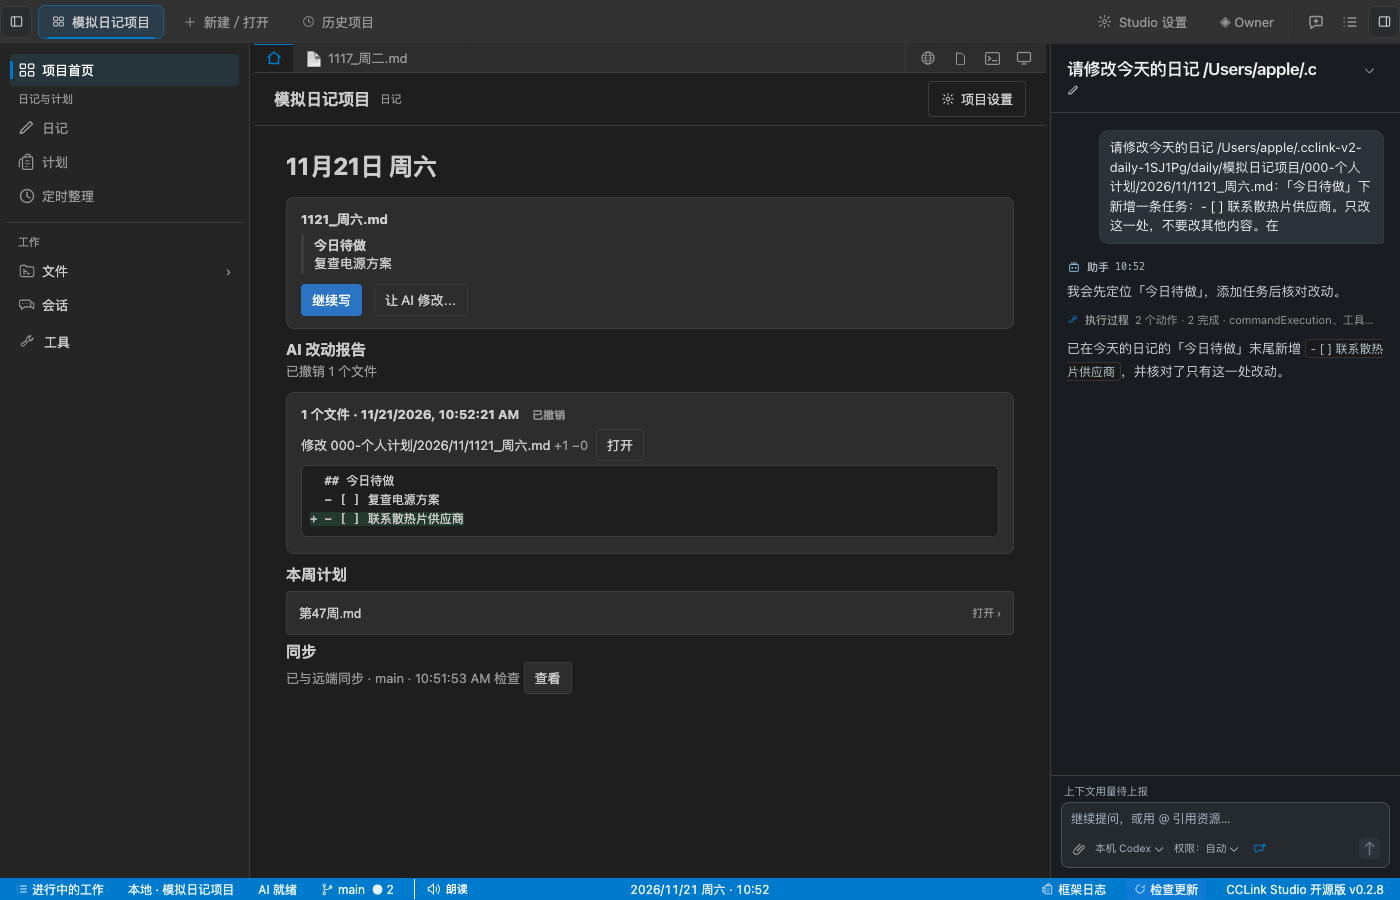 模拟日记项目
新建 / 打开
历史项目
Studio 设置
Owner
项目首页
日记与计划
日记
计划
定时整理
工作
文件
会话
工具
1117_周二.md
模拟日记项目 日记
项目设置
11月21日 周六
1121_周六.md
今日待做
复查电源方案
继续写
让 AI 修改...
AI 改动报告
已撤销 1 个文件
1 个文件 · 11/21/2026, 10:52:21 AM 已撤销
修改 000-个人计划/2026/11/1121_周六.md +1 −0 打开
## 今日待做
- [ ] 复查电源方案
+ - [ ] 联系散热片供应商
本周计划
第47周.md
打开 ›
同步
已与远端同步 · main · 10:51:53 AM 检查 查看
请修改今天的日记 /Users/apple/.c
请修改今天的日记 /Users/apple/.cclink-v2-
daily-1SJ1Pg/daily/模拟日记项目/000-个人
计划/2026/11/1121_周六.md：「今日待做」下
新增一条任务：- [ ] 联系散热片供应商。只改
这一处，不要改其他内容。在
助手 10:52
我会先定位「今日待做」，添加任务后核对改动。
执行过程 2 个动作 · 2 完成 · commandExecution、工具...
已在今天的日记的「今日待做」末尾新增 - [ ] 联系散热
片供应商 ，并核对了只有这一处改动。
上下文用量待上报
继续提问，或用 @ 引用资源...
本机 Codex
权限：自动
进行中的工作
本地 · 模拟日记项目
AI 就绪
main
2
朗读
2026/11/21 周六 · 10:52
框架日志
检查更新
CCLink Studio 开源版 v0.2.8